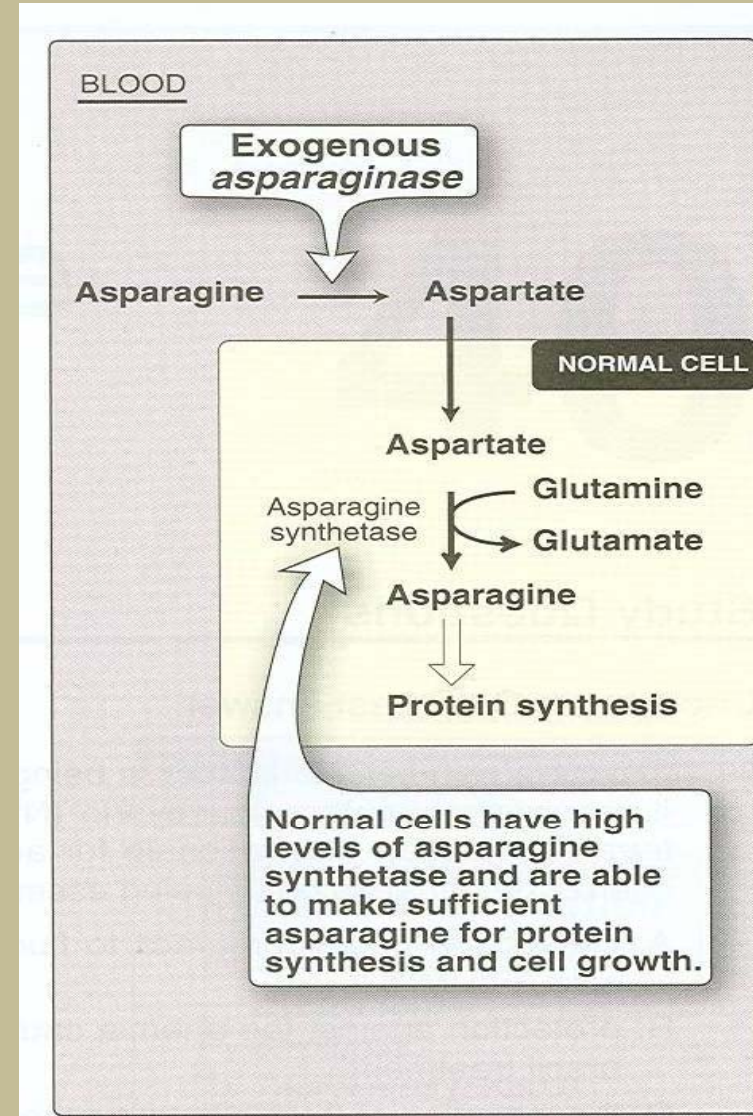 BLOOD
Exogenous
asparaginase
Asparagine
Aspartate
NORMAL CELL
Aspartate
Glutamine
Asparagine
synthetase
Glutamate
Asparagine
Protein synthesis
Normal cells have high
levels of asparagine
synthetase and are able
to make sufficient
asparagine for protein
synthesis and cell growth.